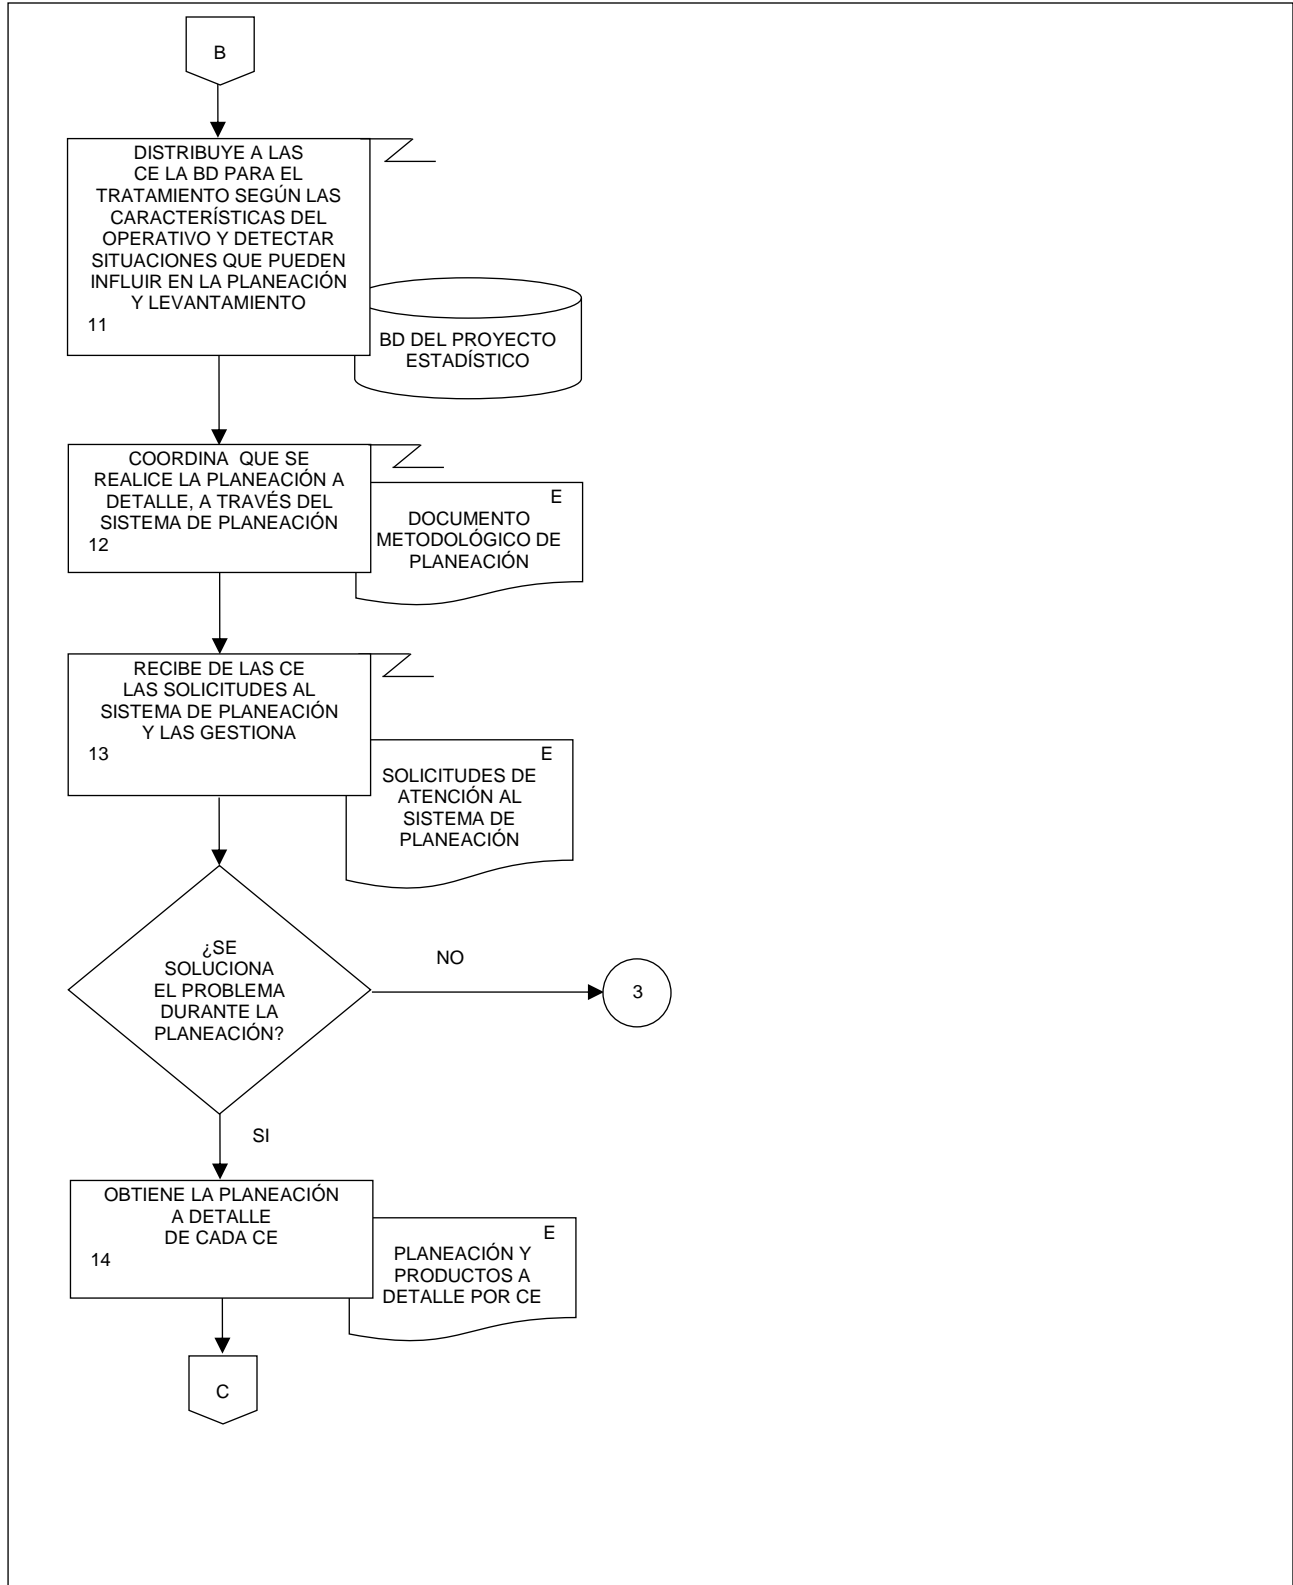 B
DISTRIBUYE A LAS
CE LA BD PARA EL
TRATAMIENTO SEGÚN LAS
CARACTERÍSTICAS DEL
OPERATIVO Y DETECTAR
SITUACIONES QUE PUEDEN
INFLUIR EN LA PLANEACIÓN
Y LEVANTAMIENTO
11
BD DEL PROYECTO
ESTADÍSTICO
COORDINA QUE SE
REALICE LA PLANEACIÓN A
DETALLE, A TRAVÉS DEL
SISTEMA DE PLANEACIÓN
12
E
DOCUMENTO
METODOLÓGICO DE
PLANEACIÓN
RECIBE DE LAS CE
LAS SOLICITUDES AL
SISTEMA DE PLANEACIÓN
Y LAS GESTIONA
13
E
SOLICITUDES DE
ATENCIÓN AL
SISTEMA DE
PLANEACIÓN
¿SE
SOLUCIONA
EL PROBLEMA
DURANTE LA
PLANEACIÓN?
NO
3
SI
OBTIENE LA PLANEACIÓN
A DETALLE
DE CADA CE
14
E
PLANEACIÓN Y
PRODUCTOS A
DETALLE POR CE
C